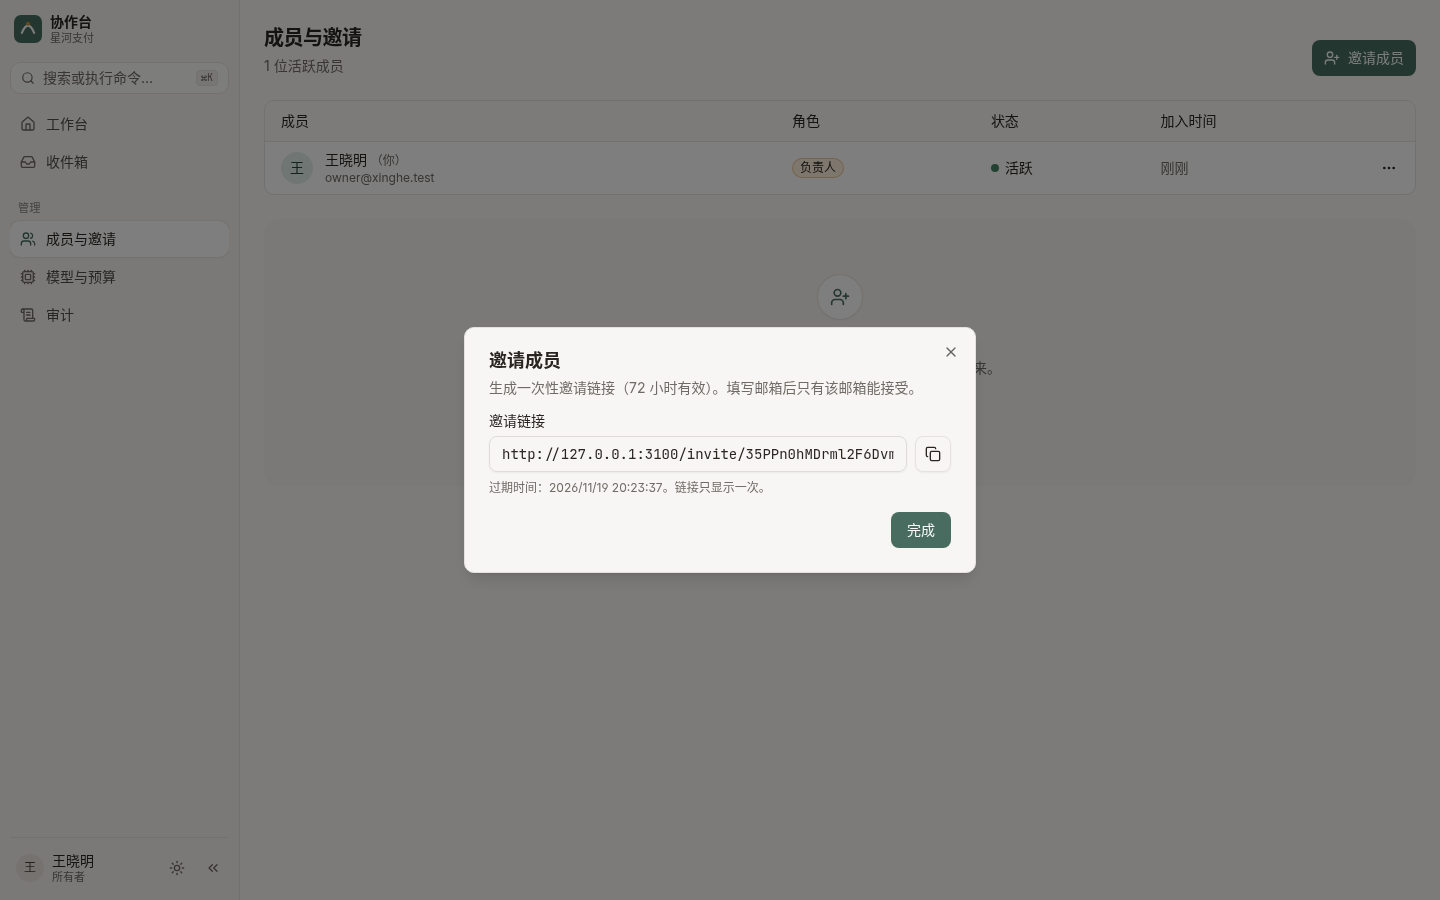 协作台
星河支付
搜索或执行命令...
⌘K
工作台
收件箱
管理
成员与邀请
模型与预算
审计
王
王晓明
所有者
成员与邀请
1 位活跃成员
邀请成员
成员
角色
状态
加入时间
王
王晓明 （你）
owner@xinghe.test
负责人
活跃
刚刚
来。
邀请成员
生成一次性邀请链接（72 小时有效）。填写邮箱后只有该邮箱能接受。
邀请链接
http://127.0.0.1:3100/invite/35PPn0hMDrml2F6Dvm
过期时间：2026/11/19 20:23:37。链接只显示一次。
完成